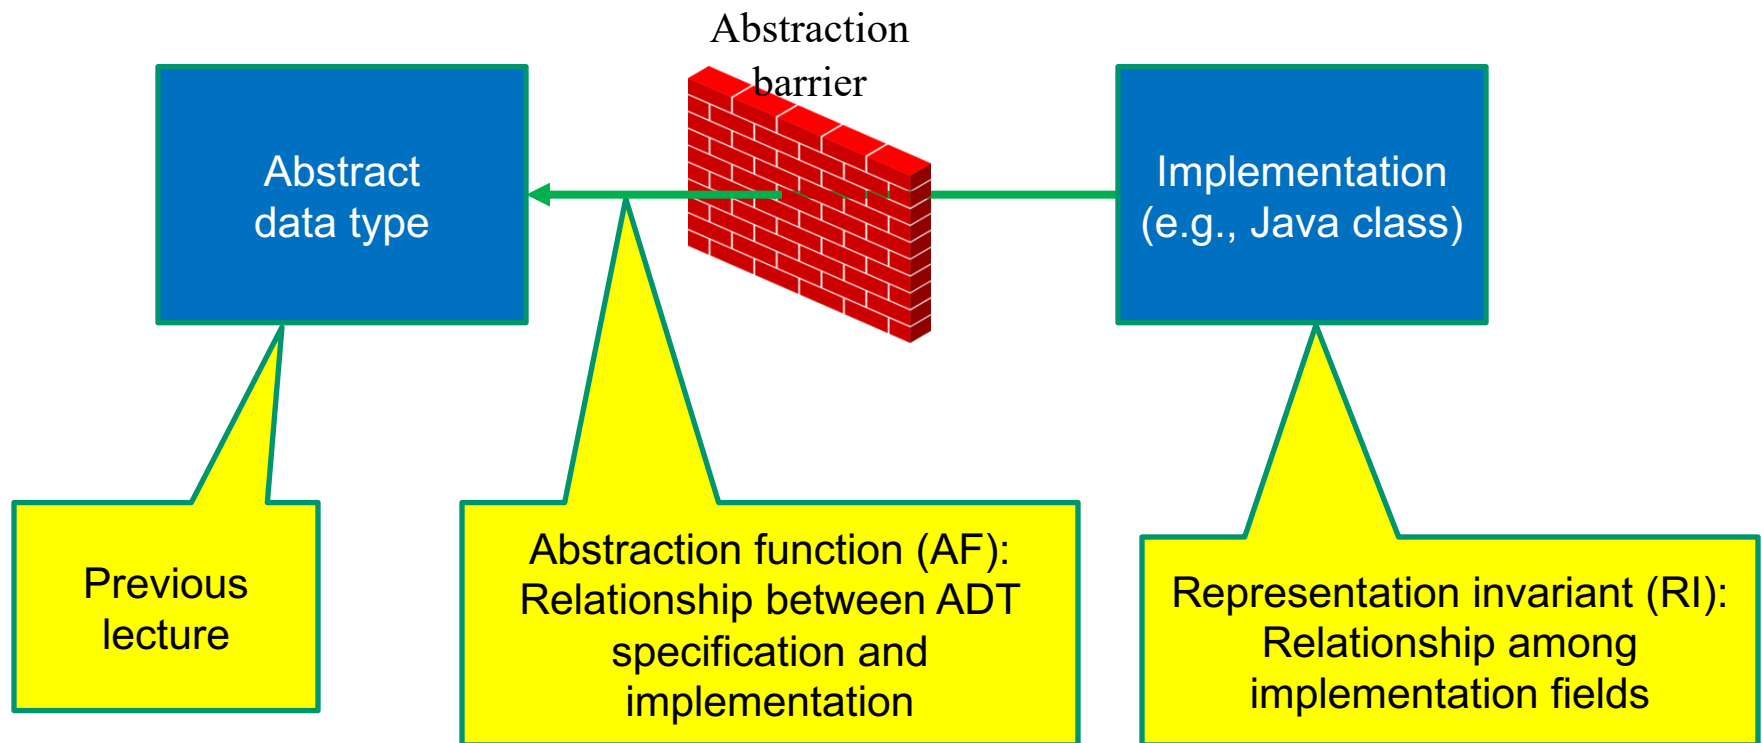 Abstraction
barrier
Abstract
data type
Implementation
(e.g., Java class)
Previous
lecture
Abstraction function (AF):
Relationship between ADT
specification and
implementation
Representation invariant (RI):
Relationship among
implementation fields